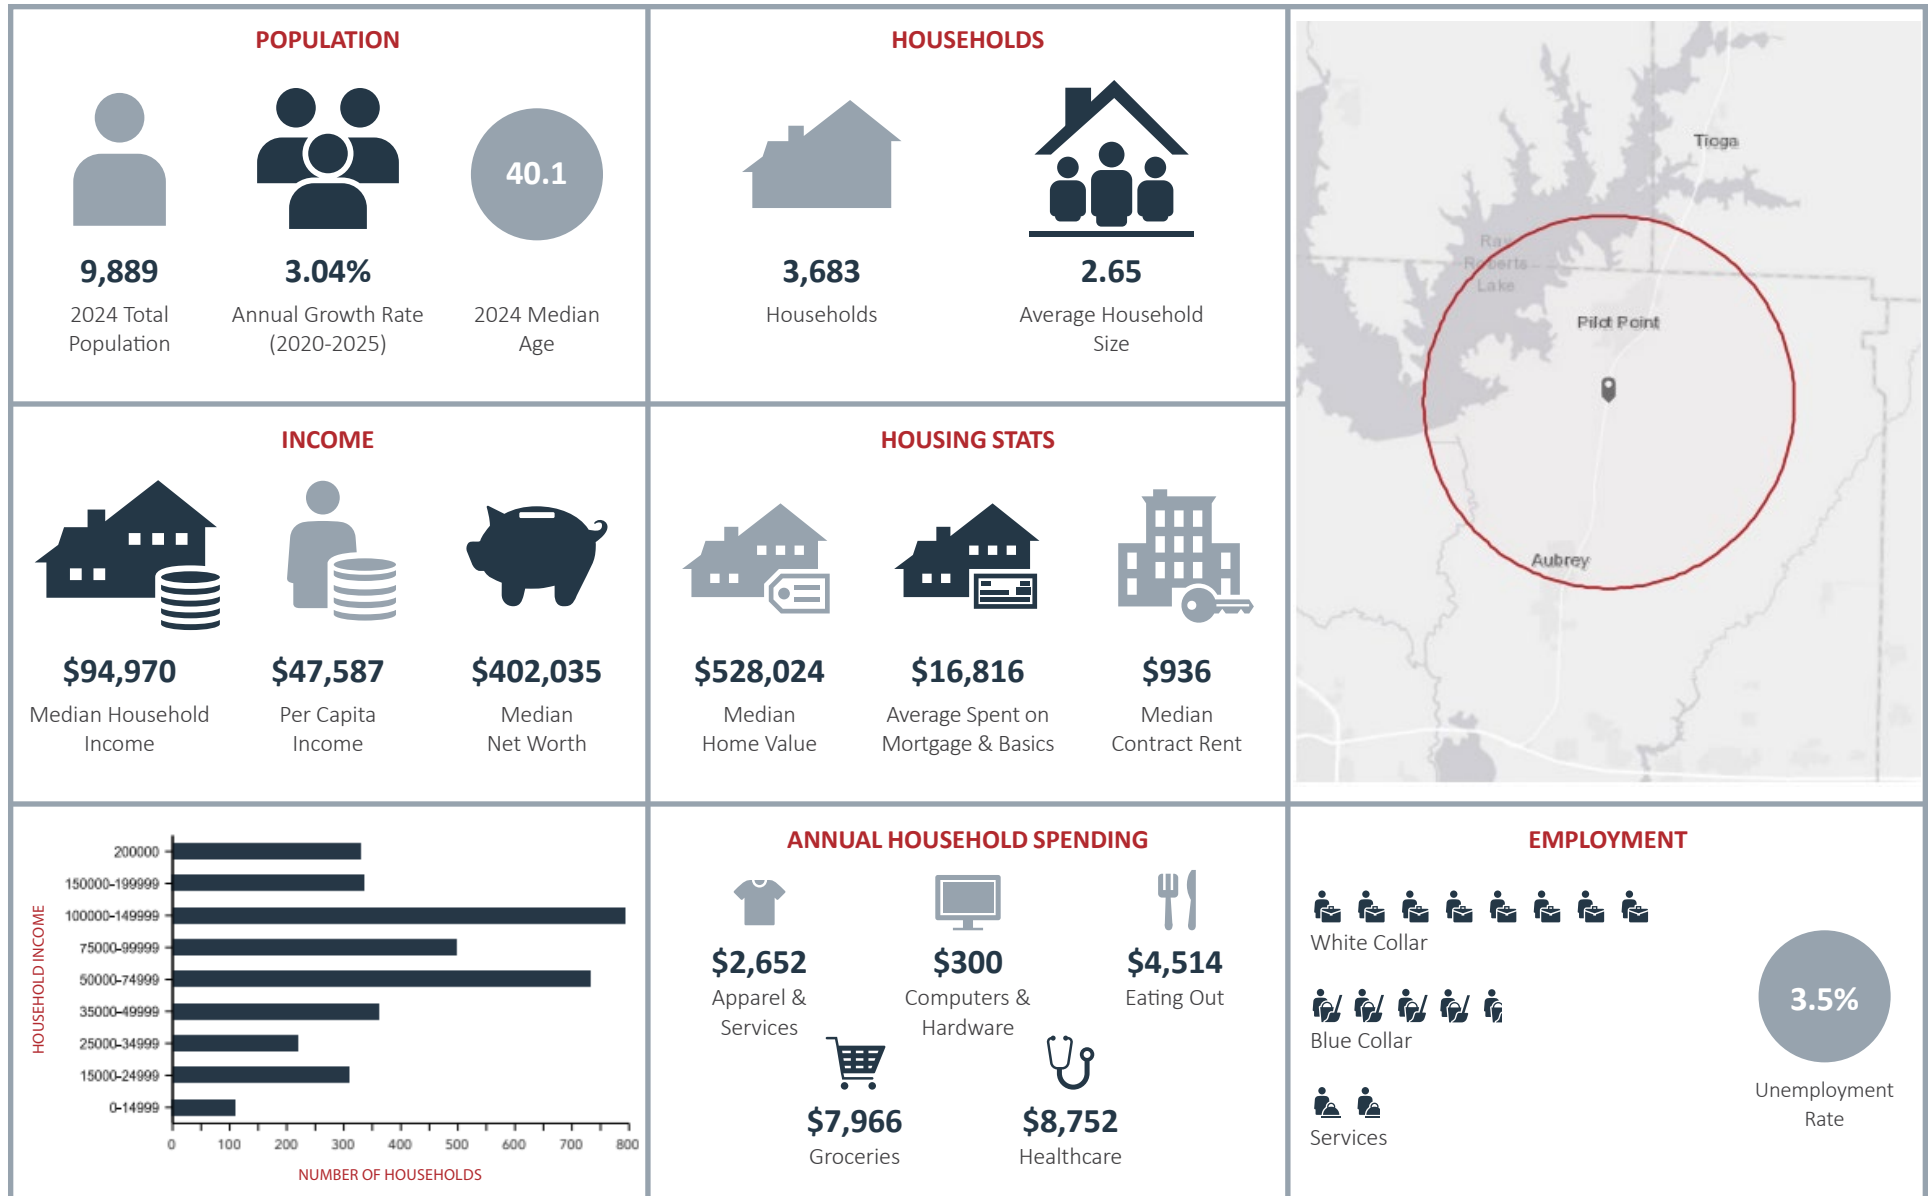 POPULATION
40.1
9,889
3.04%
2024 Total
Population
Annual Growth Rate
(2020-2025)
2024 Median
Age
HOUSEHOLDS
3,683
2.65
Households
Average Household
Size
Tioga
Ray
Roberts
Lake
Pilot Point
Aubrey
INCOME
$94,970
$47,587
$402,035
Median Household
Income
Per Capita
Income
Median
Net Worth
HOUSING STATS
$528,024
$16,816
$936
Median
Home Value
Average Spent on
Mortgage & Basics
Median
Contract Rent
HOUSEHOLD INCOME
200000
150000-199999
100000-149999
75000-99999
50000-74999
35000-49999
25000-34999
15000-24999
0-14999
0 100 200 300 400 500 600 700 800
NUMBER OF HOUSEHOLDS
ANNUAL HOUSEHOLD SPENDING
$2,652
$300
$4,514
Apparel &
Services
Computers &
Hardware
Eating Out
$7,966
$8,752
Groceries
Healthcare
EMPLOYMENT
White Collar
Blue Collar
Services
3.5%
Unemployment
Rate